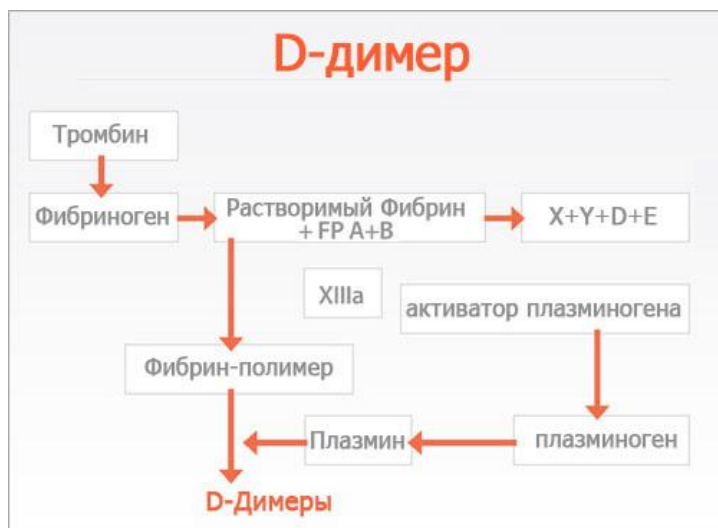 D-димер
Тромбин
Фибриноген
Растворимый Фибрин
+ FP A+B
X+Y+D+E
XIIIa
активатор плазминогена
Фибрин-полимер
Плазмин
плазминоген
D-Димеры